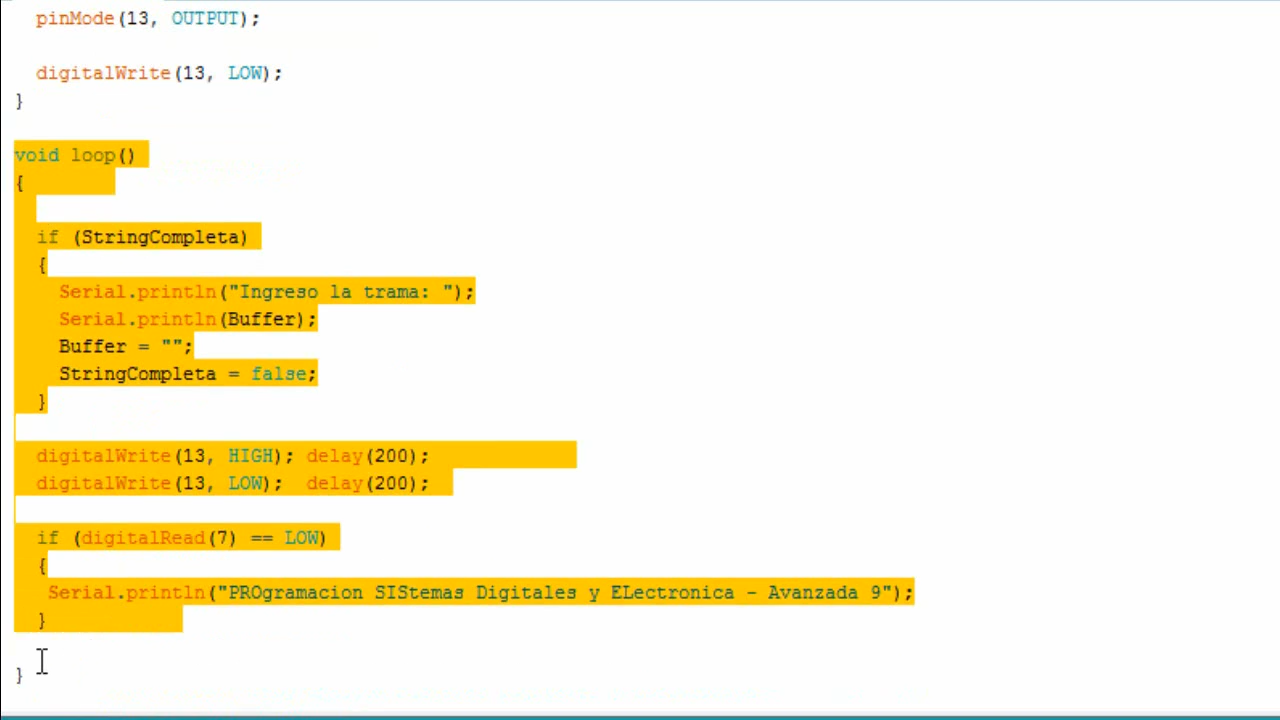 pinMode(13, OUTPUT);
digitalWrite(13, LOW);
}
void loop()
{
if (StringCompleta)
{
Serial.println("Ingreso la trama: ");
Serial.println(Buffer);
Buffer = "";
StringCompleta = false;
}
digitalWrite(13, HIGH); delay(200);
digitalWrite(13, LOW);  delay(200);
if (digitalRead(7) == LOW)
{
Serial.println("PROgramacion SIStemas Digitales y ELectronica - Avanzada 9");
}
}